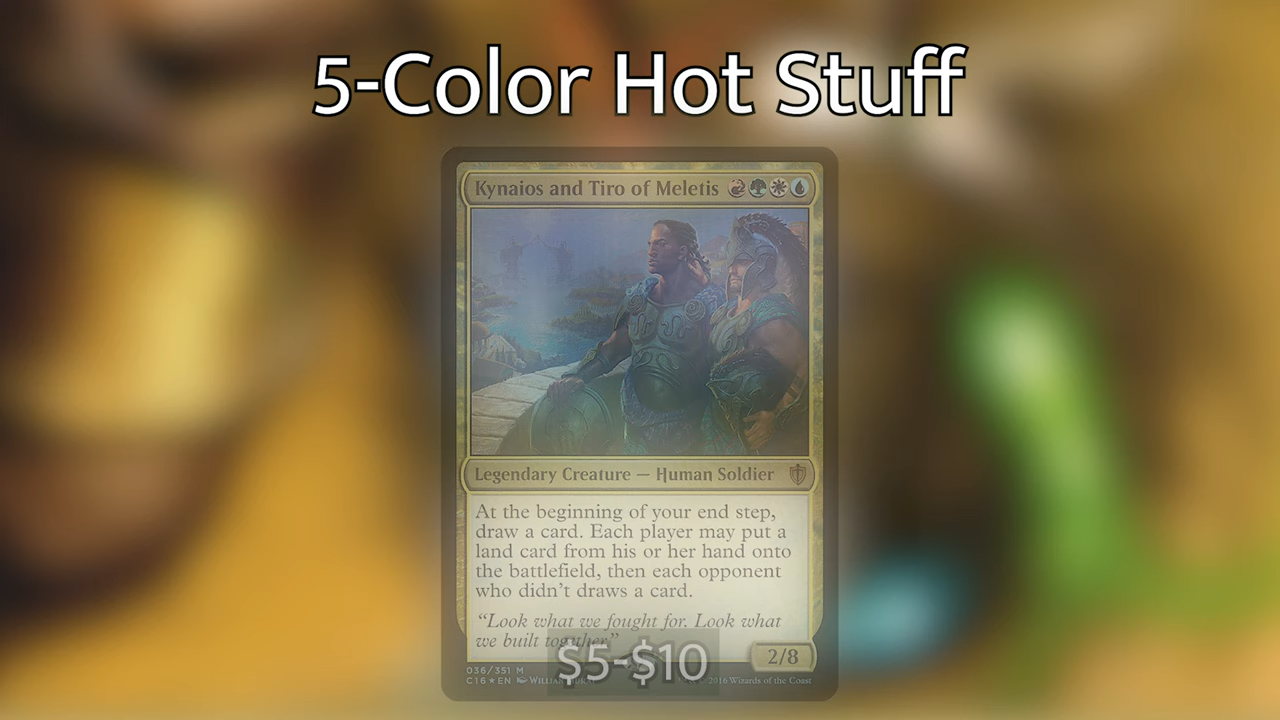 5-Color Hot Stuff
Kynaios and Tiro of Meletis
Legendary Creature — Human Soldier
At the beginning of your end step,
draw a card. Each player may put a
land card from his or her hand onto
the battlefield, then each opponent
who didn't draws a card.
"Look what we fought for. Look what
we built together."
$5-$10
2/8
036/351 M
C16★EN
2016 Wizards of the Coast